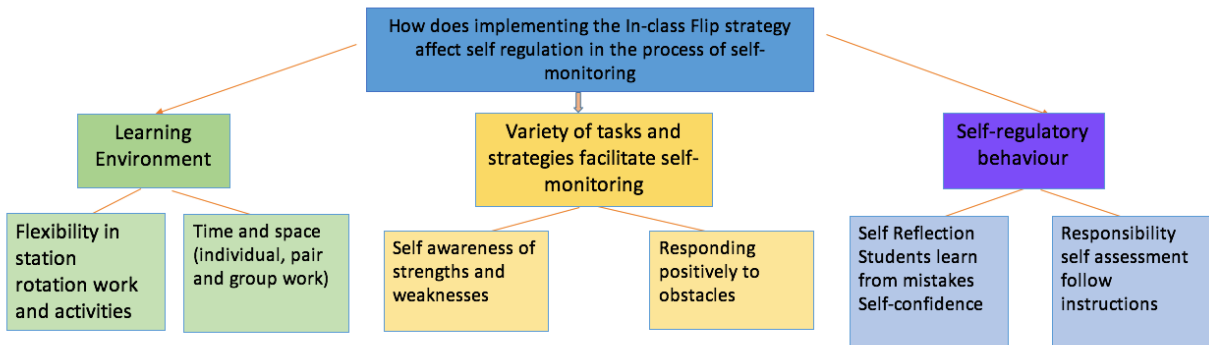 How does implementing the In-class Flip strategy
affect self regulation in the process of self-
monitoring
Learning
Environment
Variety of tasks and
strategies facilitate self-
monitoring
Self-regulatory
behaviour
Flexibility in
station
rotation work
and activities
Time and space
(individual, pair
and group work)
Self awareness of
strengths and
weaknesses
Responding
positively to
obstacles
Self Reflection
Students learn
from mistakes
Self-confidence
Responsibility
self assessment
follow
instructions